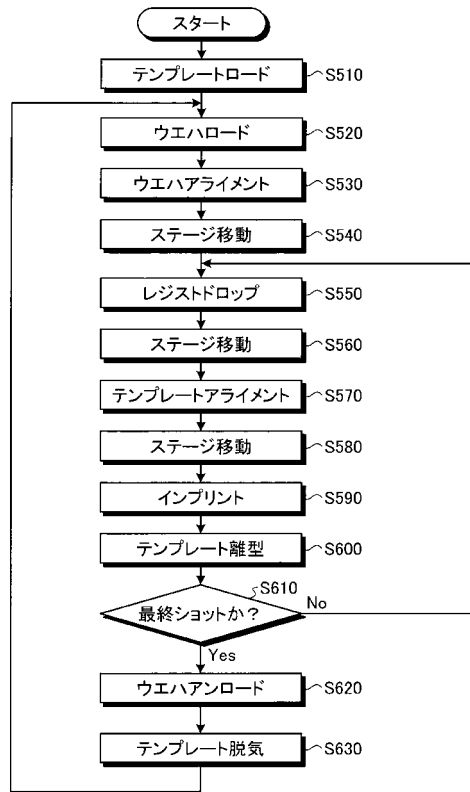 スタート
テンプレートロード
S510
ウエハロード
S520
ウエハアライメント
S530
ステージ移動
S540
レジストドロップ
S550
ステージ移動
S560
テンプレートアライメント
S570
ステージ移動
S580
インプリント
S590
テンプレート離型
S600
S610
最終ショットか?
No
Yes
ウエハアンロード
S620
テンプレート脱気
S630